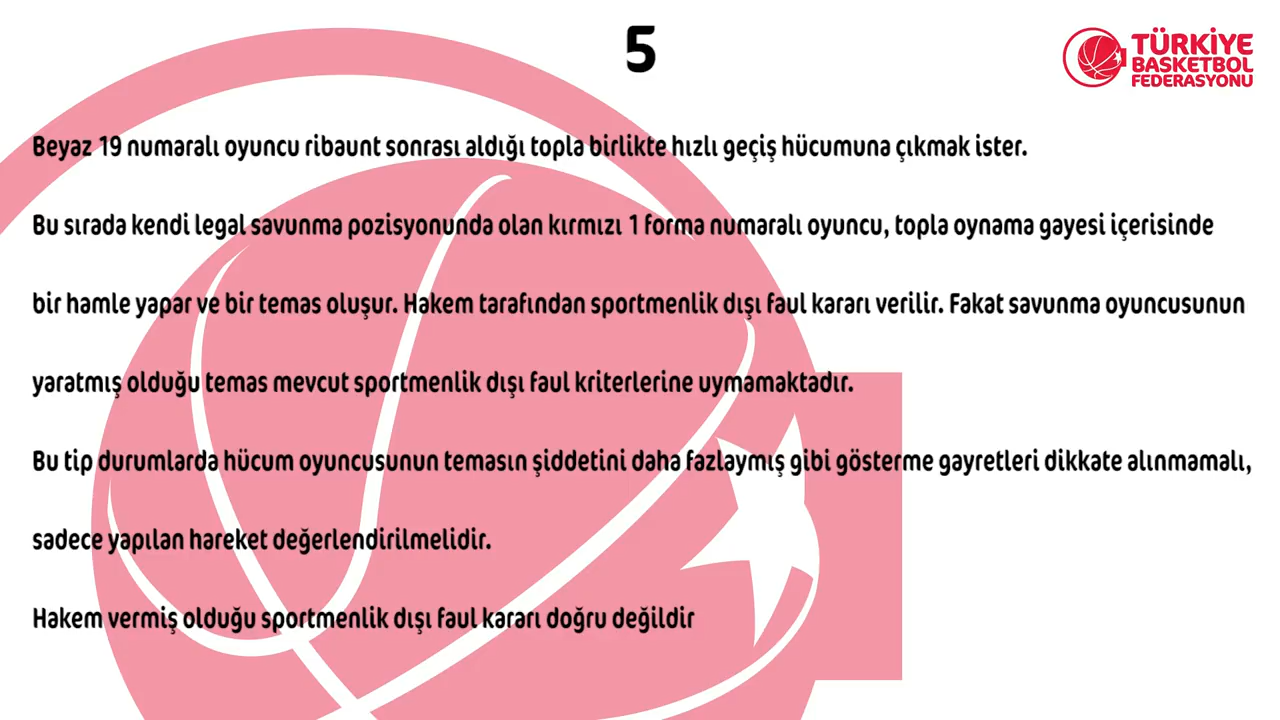 5
TÜRKİYE
BASKETBOL
FEDERASYONU
Beyaz 19 numaralı oyuncu ribaunt sonrası aldığı topla birlikte hızlı geçiş hücumuna çıkmak ister.
Bu sırada kendi legal savunma pozisyonunda olan kırmızı 1 forma numaralı oyuncu, topla oynama gayesi içerisinde
bir hamle yapar ve bir temas oluşur. Hakem tarafından sportmenlik dışı faul kararı verilir. Fakat savunma oyuncusunun
yaratmış olduğu temas mevcut sportmenlik dışı faul kriterlerine uymamaktadır.
Bu tip durumlarda hücum oyuncusunun temasın şiddetini daha fazlaymış gibi gösterme gayretleri dikkate alınmamalı,
sadece yapılan hareket değerlendirilmelidir.
Hakem vermiş olduğu sportmenlik dışı faul kararı doğru değildir